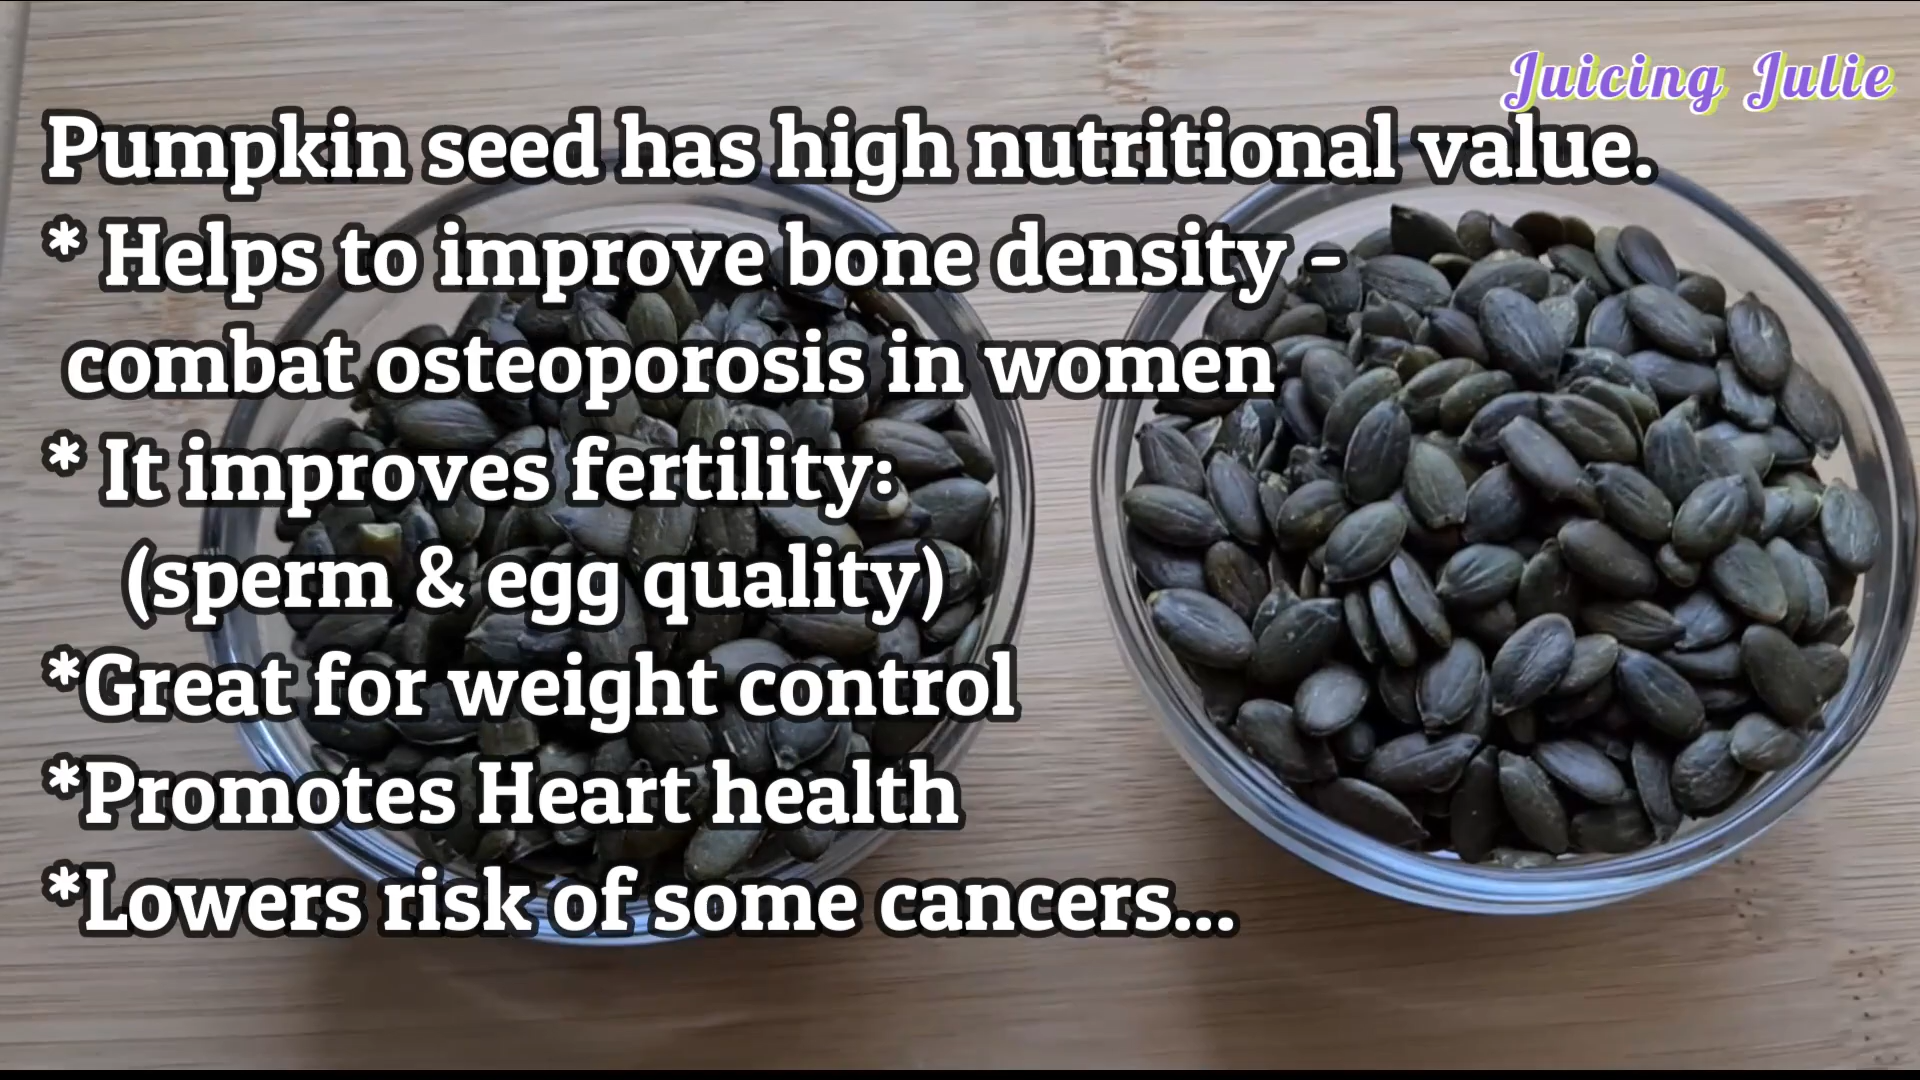 Juicing Julie
Pumpkin seed has high nutritional value.
* Helps to improve bone density -
combat osteoporosis in women
* It improves fertility:
(sperm & egg quality)
*Great for weight control
*Promotes Heart health
*Lowers risk of some cancers...